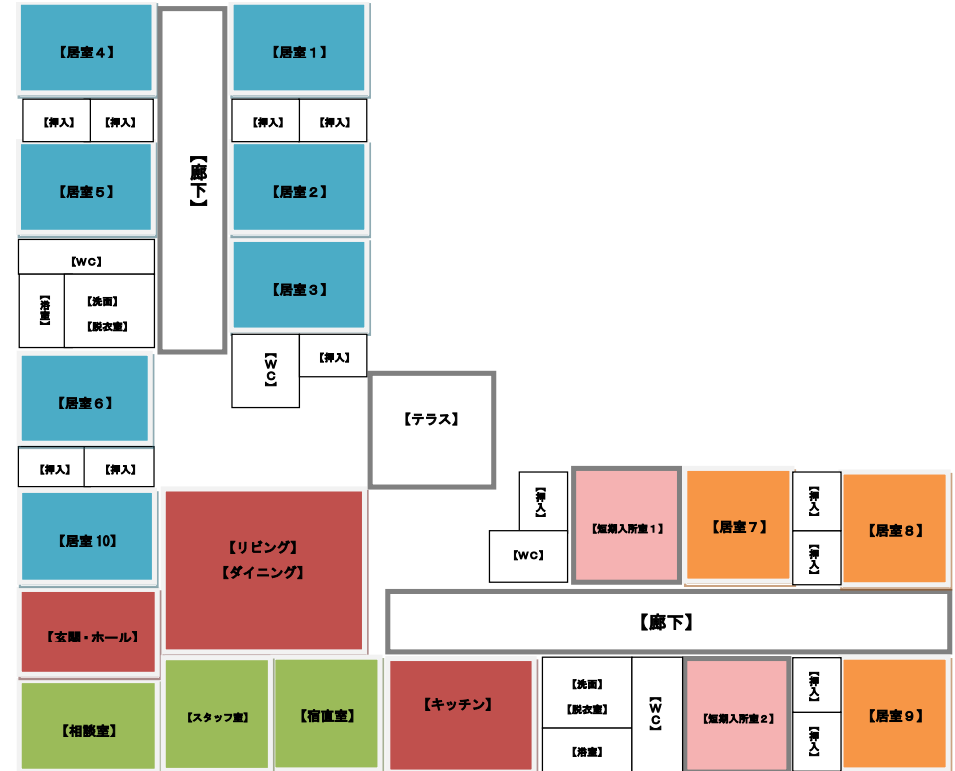 【居室4】
【居室1】
【押入】
【押入】
【押入】
【押入】
【廊下】
【居室5】
【居室2】
【WC】
【浴室】
【洗面】
【脱衣室】
【居室3】
【WC】
【押入】
【居室6】
【テラス】
【押入】
【押入】
【居室10】
【リビング】
【ダイニング】
【押入】
【WC】
【短期入所室1】
【居室7】
【押入】
【押入】
【居室8】
【玄関・ホール】
【廊下】
【相談室】
【スタッフ室】
【宿直室】
【キッチン】
【洗面】
【脱衣室】
【浴室】
【WC】
【短期入所室2】
【押入】
【押入】
【居室9】